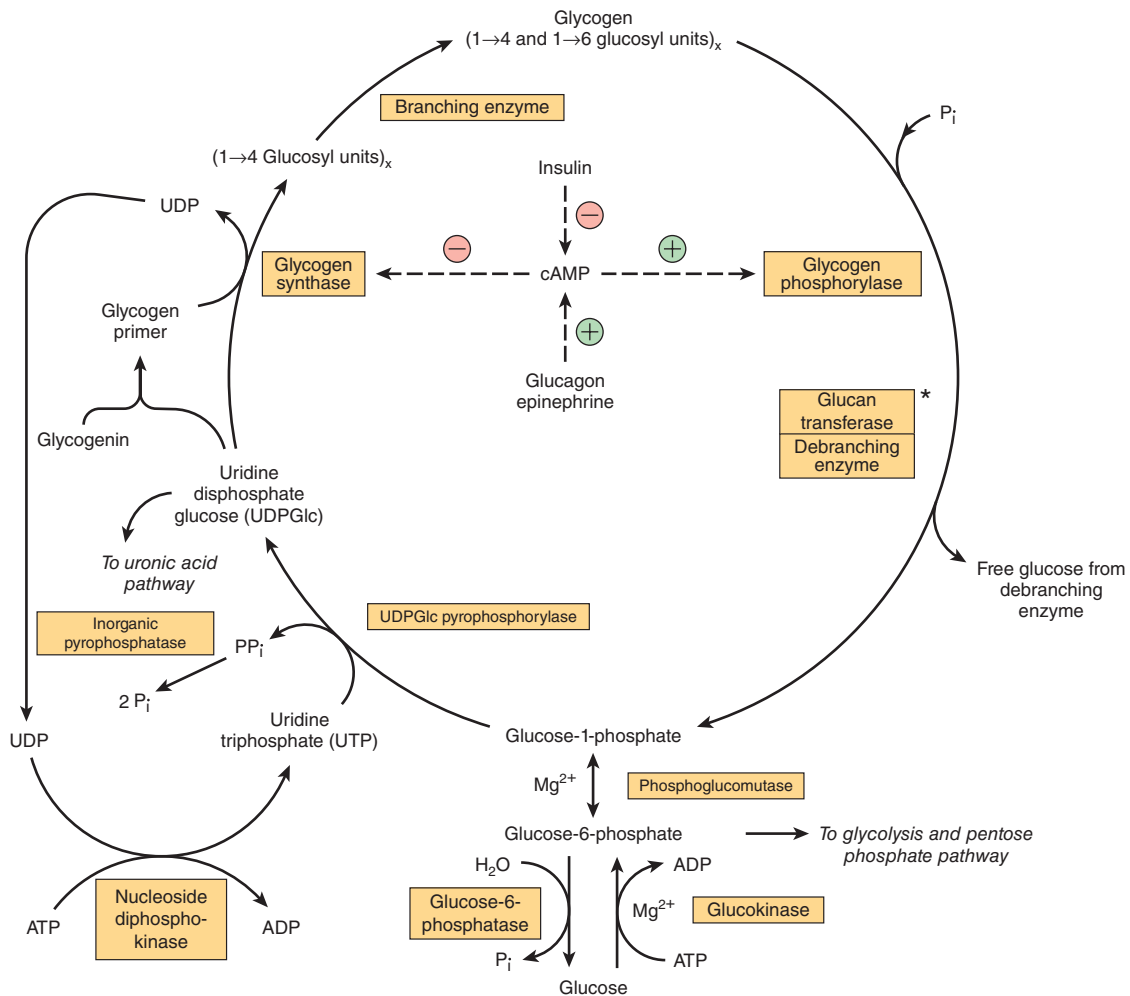 Glycogen
(1→4 and 1→6 glucosyl units)x
Branching enzyme
Pi
(1→4 Glucosyl units)x
Insulin
−
UDP
−
+
Glycogen
synthase
cAMP
Glycogen
phosphorylase
Glycogen
primer
+
Glucagon
epinephrine
Glucan
transferase
*
Debranching
enzyme
Glycogenin
Uridine
disphosphate
glucose (UDPGlc)
To uronic acid
pathway
Free glucose from
debranching
enzyme
UDPGlc pyrophosphorylase
Inorganic
pyrophosphatase
PPi
2 Pi
Uridine
triphosphate (UTP)
UDP
Glucose-1-phosphate
Mg2+
Phosphoglucomutase
Glucose-6-phosphate
To glycolysis and pentose
phosphate pathway
H2O
ADP
Nucleoside
diphospho-
kinase
ATP
ADP
Glucose-6-
phosphatase
Mg2+
Glucokinase
Pi
ATP
Glucose